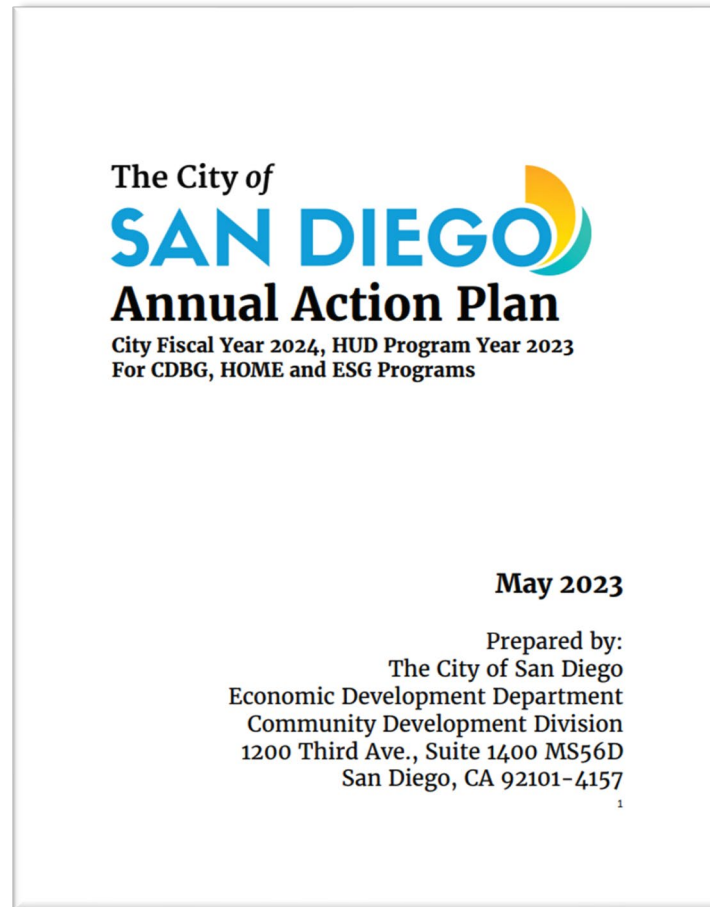 The City of
SAN DIEGO
Annual Action Plan
City Fiscal Year 2024, HUD Program Year 2023
For CDBG, HOME and ESG Programs
May 2023
Prepared by:
The City of San Diego
Economic Development Department
Community Development Division
1200 Third Ave., Suite 1400 MS56D
San Diego, CA 92101-4157
1